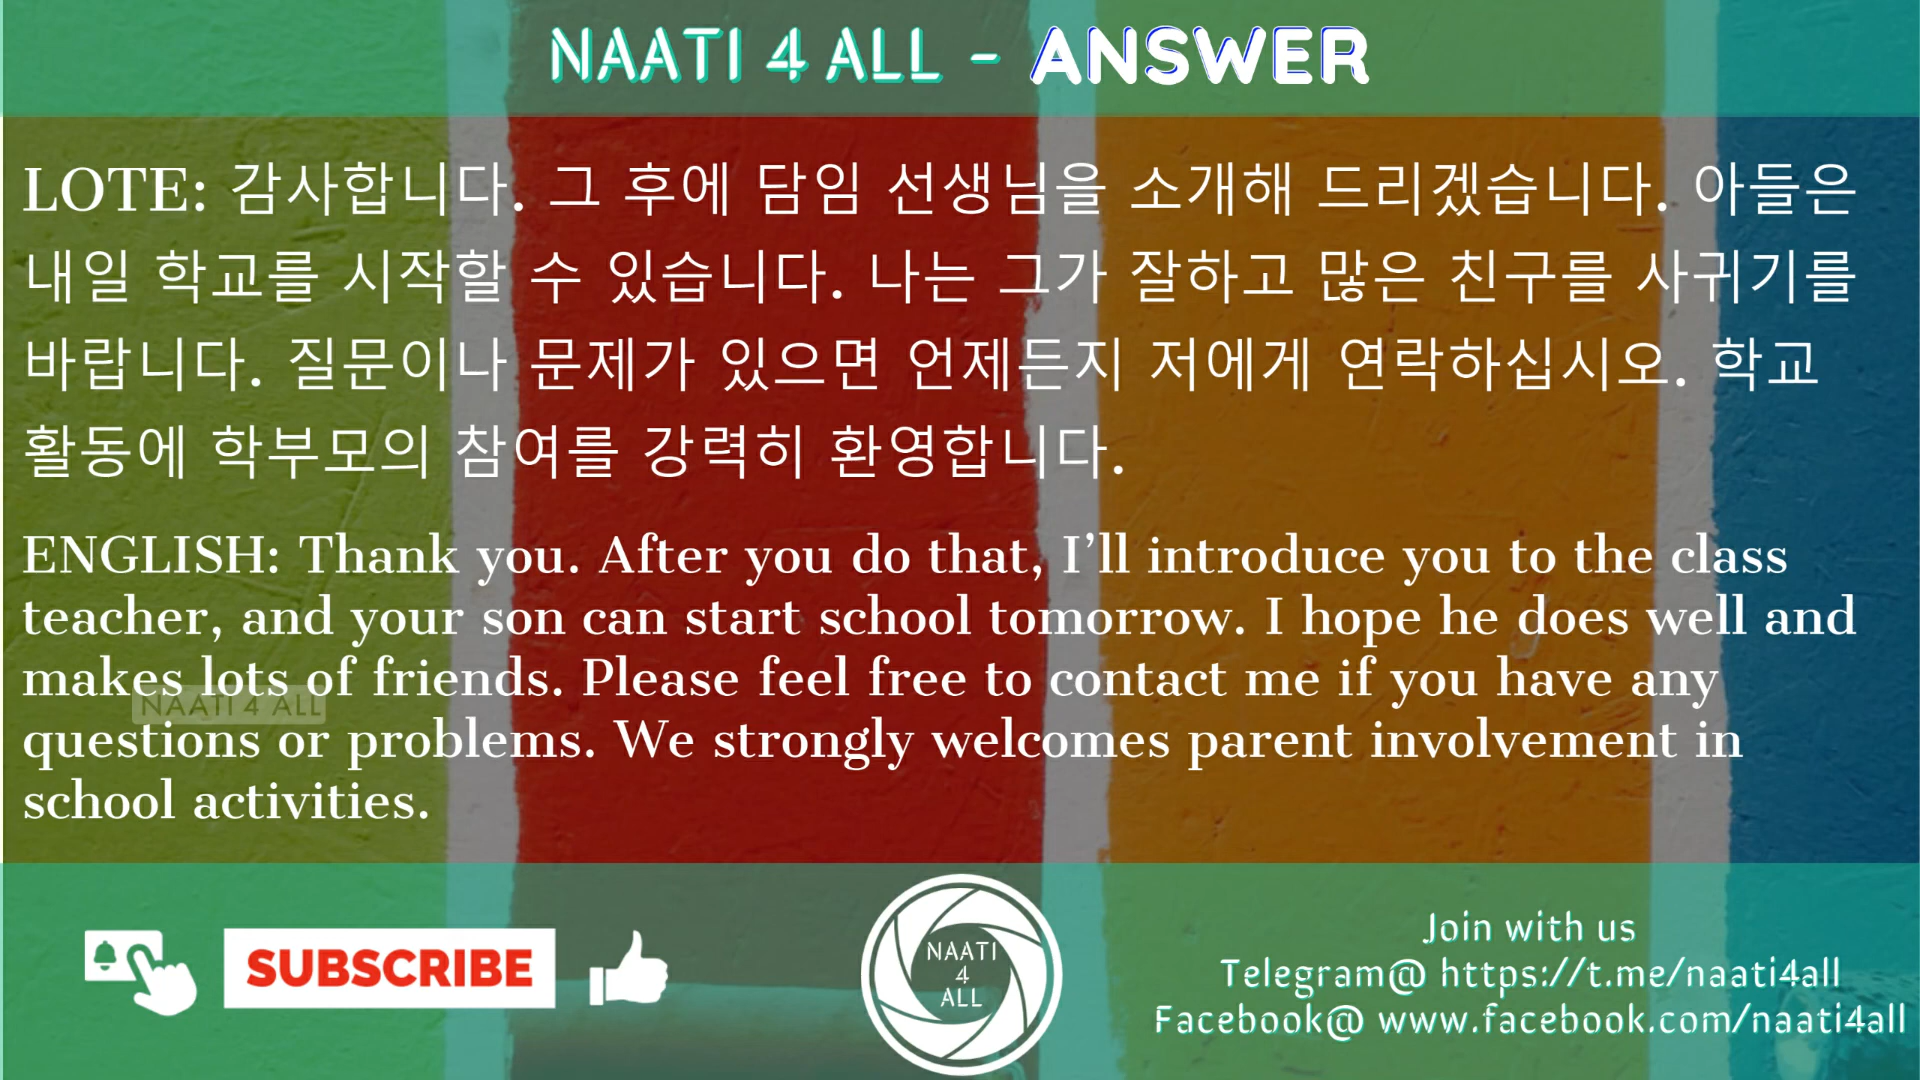 NAATI 4 ALL - ANSWER
LOTE: 감사합니다. 그 후에 담임 선생님을 소개해 드리겠습니다. 아들은
내일 학교를 시작할 수 있습니다. 나는 그가 잘하고 많은 친구를 사귀기를
바랍니다. 질문이나 문제가 있으면 언제든지 저에게 연락하십시오. 학교
활동에 학부모의 참여를 강력히 환영합니다.
ENGLISH: Thank you. After you do that, I’ll introduce you to the class
teacher, and your son can start school tomorrow. I hope he does well and
makes lots of friends. Please feel free to contact me if you have any
NAATI 4 ALL
questions or problems. We strongly welcomes parent involvement in
school activities.
SUBSCRIBE
NAATI
4
ALL
Join with us
Telegram@ https://t.me/naati4all
Facebook@ www.facebook.com/naati4all